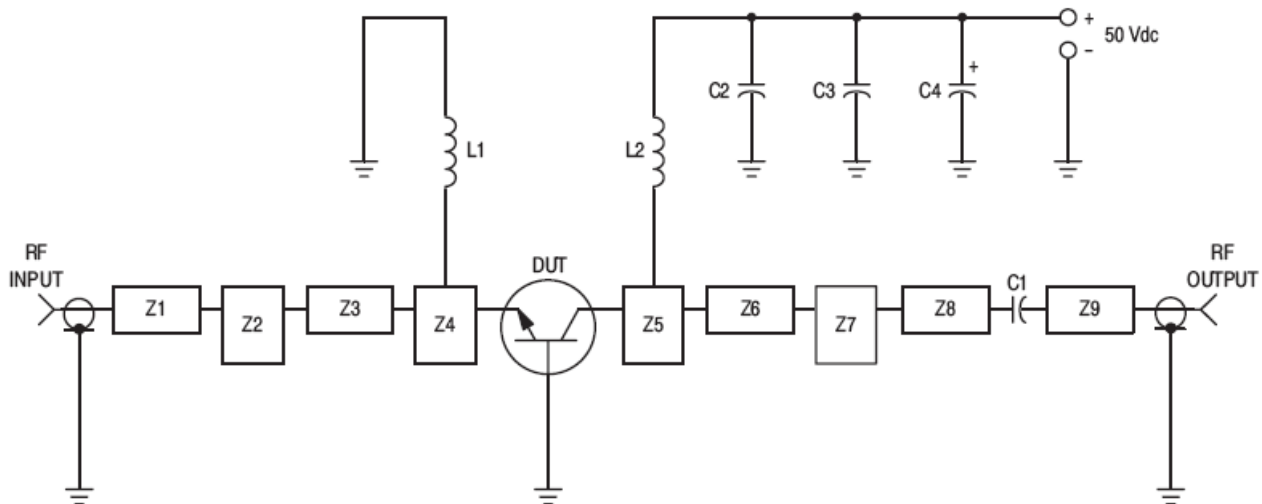 +
50 Vdc
–
C2
C3
+
C4
L1
L2
RF
INPUT
DUT
RF
OUTPUT
C1
Z1
Z2
Z3
Z4
Z5
Z6
Z7
Z8
Z9